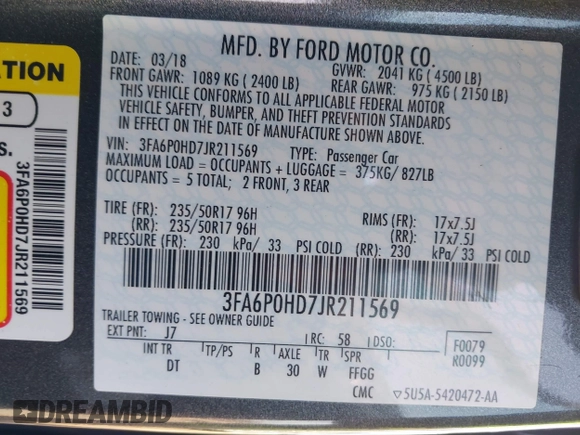 MFD. BY FORD MOTOR CO.
DATE: 03/18 GVWR: 2041 KG ( 4500 LB)
FRONT GAWR: 1089 KG ( 2400 LB) REAR GAWR: 975 KG ( 2150 LB)
THIS VEHICLE CONFORMS TO ALL APPLICABLE FEDERAL MOTOR
VEHICLE SAFETY, BUMPER, AND THEFT PREVENTION STANDARDS
IN EFFECT ON THE DATE OF MANUFACTURE SHOWN ABOVE.
VIN: 3FA6P0HD7JR211569 TYPE: Passenger Car
MAXIMUM LOAD = OCCUPANTS + LUGGAGE = 375KG/ 827LB
OCCUPANTS = 5 TOTAL; 2 FRONT, 3 REAR
TIRE (FR): 235/50R17 96H RIMS (FR): 17x7.5J
(RR): 235/50R17 96H (RR): 17x7.5J
PRESSURE (FR): 230 kPa/ 33 PSI COLD (RR): 230 kPa/ 33 PSI COLD
3FA6P0HD7JR211569
TRAILER TOWING - SEE OWNER GUIDE
EXT PNT: J7 RC: 58 DSO: F0079
R0099
INT TR TP/PS R AXLE TR SPR
DT B 30 W FFGG
CMC ▽5U5A-5420472-AA
ATION
3
s.
3FA6P0HD7JR211569
DREAMBID